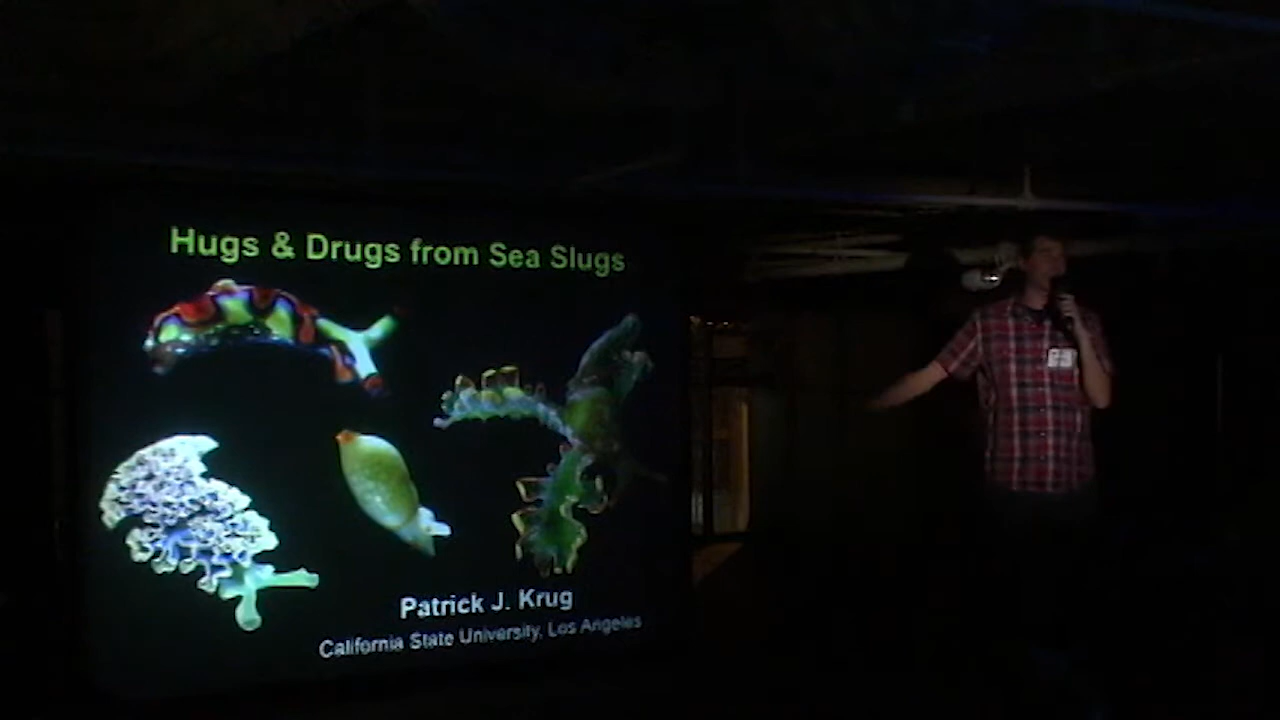 Hugs & Drugs from Sea Slugs
Patrick J. Krug
California State University, Los Angeles